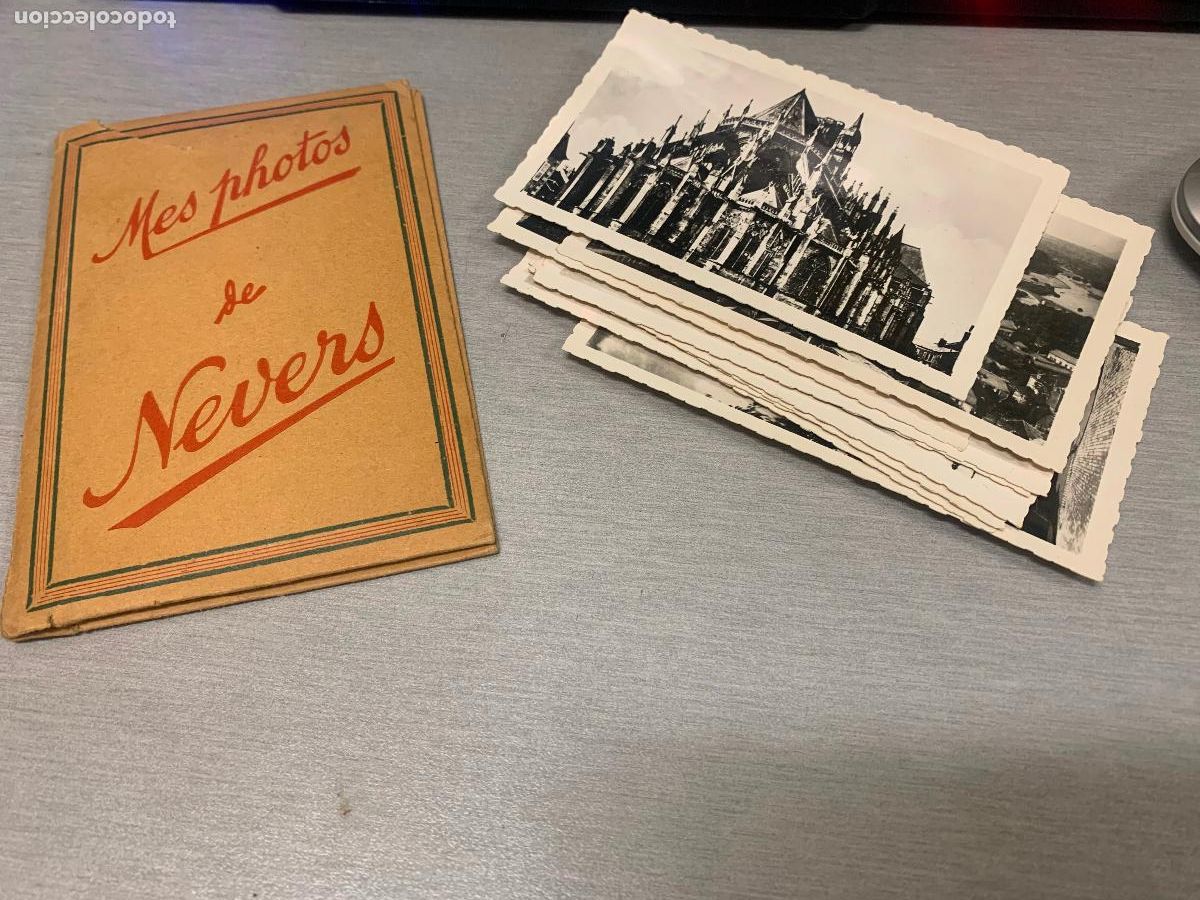 todocoleccion
Mes photos
de
Nevers